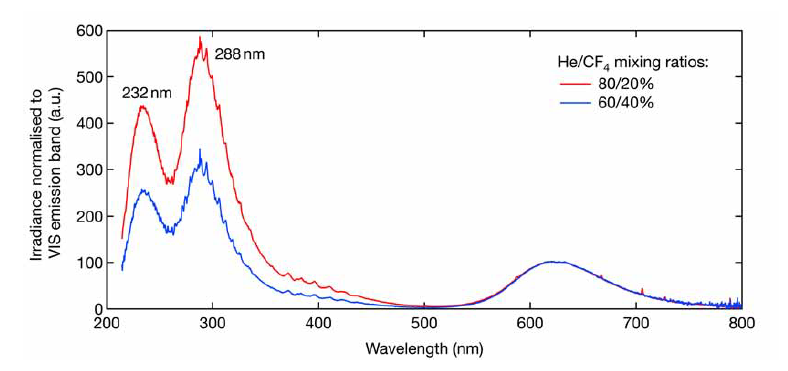 600
500
400
300
200
100
0
200
300
400
500
600
700
800
Irradiance normalised to
VIS emission band (a.u.)
Wavelength (nm)
232 nm
288 nm
He/CF₄ mixing ratios:
80/20%
60/40%